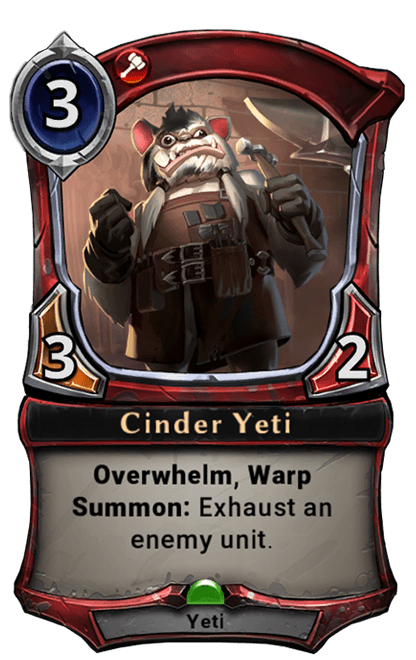 3
3
2
Cinder Yeti
Overwhelm, Warp
Summon: Exhaust an
enemy unit.
Yeti